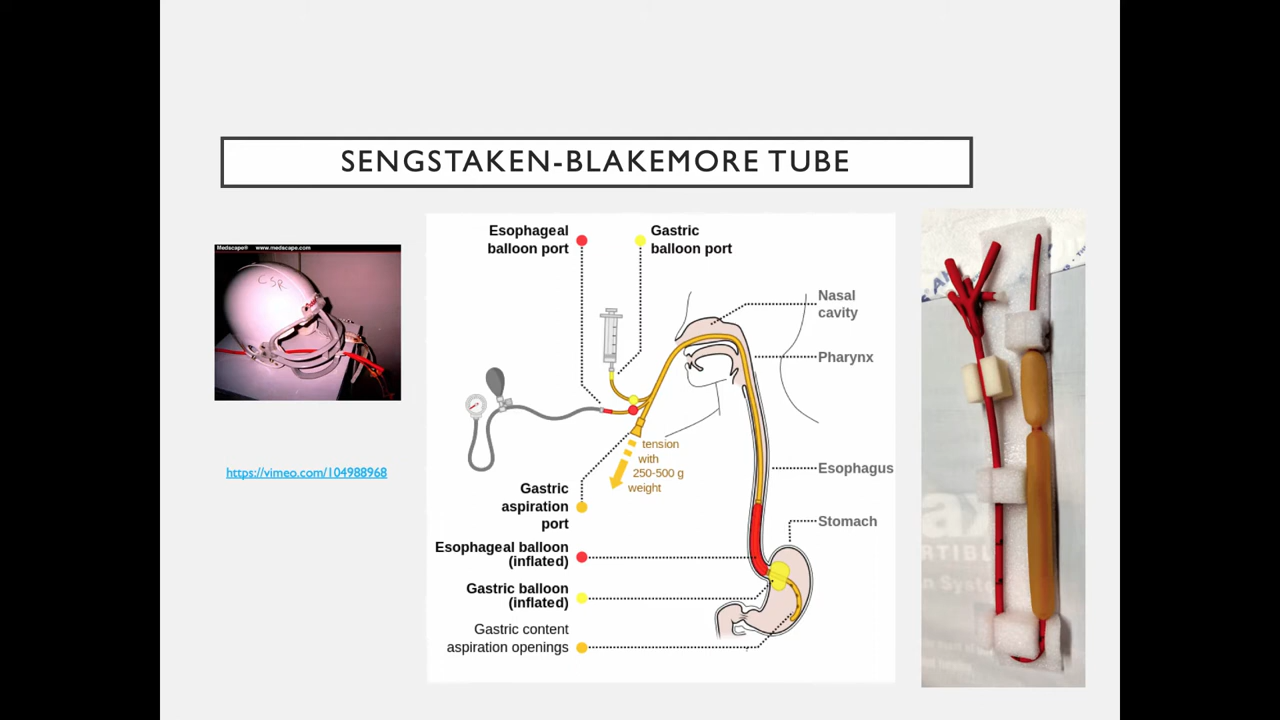 SENGSTAKEN-BLAKEMORE TUBE
Medscape® www.medscape.com
CSR
https://vimeo.com/104988968
Esophageal
balloon port
Gastric
balloon port
Nasal
cavity
Pharynx
tension
with
250-500 g
weight
Esophagus
Gastric
aspiration
port
Stomach
Esophageal balloon
(inflated)
Gastric balloon
(inflated)
Gastric content
aspiration openings